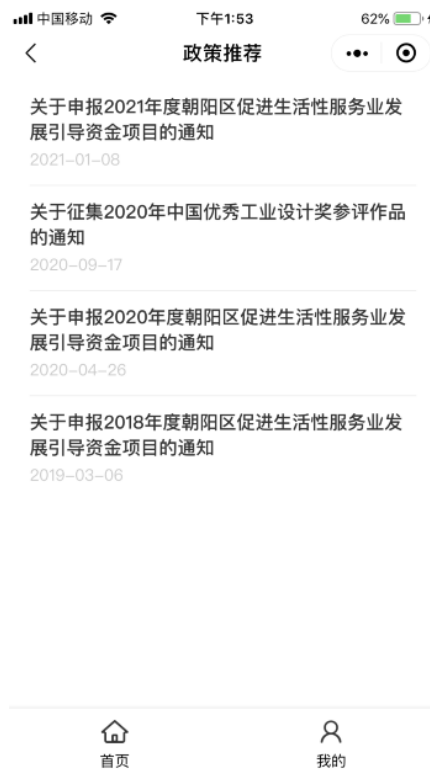 中国移动 下午1:53 62%
政策推荐
关于申报2021年度朝阳区促进生活性服务业发
展引导资金项目的通知
2021-01-08
关于征集2020年中国优秀工业设计奖参评作品
的通知
2020-09-17
关于申报2020年度朝阳区促进生活性服务业发
展引导资金项目的通知
2020-04-26
关于申报2018年度朝阳区促进生活性服务业发
展引导资金项目的通知
2019-03-06
首页 我的